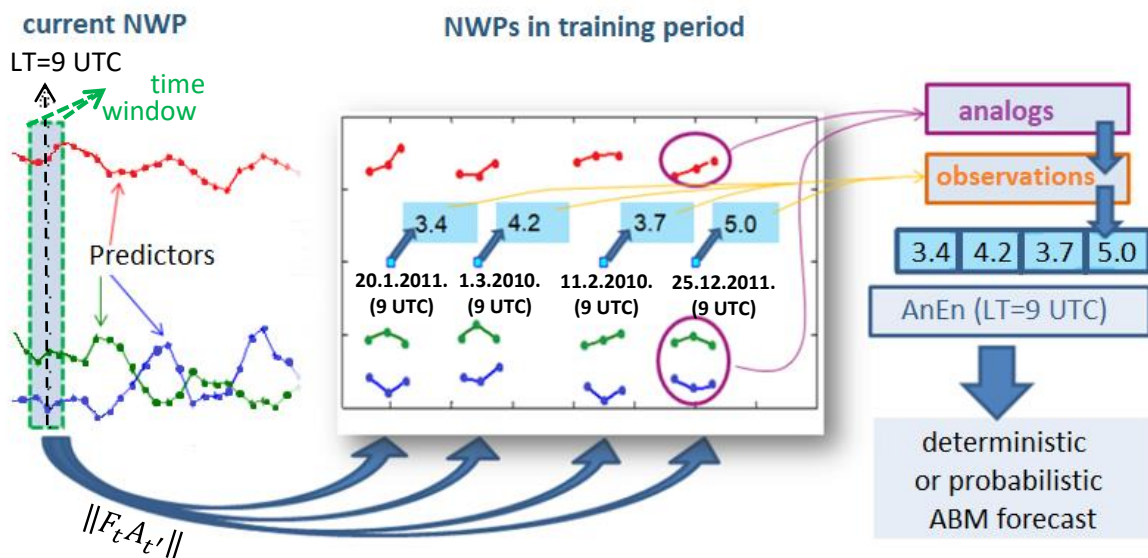 current NWP
LT=9 UTC
time
window
Predictors
‖F_t A_t'‖
NWPs in training period
3.4
4.2
3.7
5.0
20.1.2011.
(9 UTC)
1.3.2010.
(9 UTC)
11.2.2010.
(9 UTC)
25.12.2011.
(9 UTC)
analogs
observations
3.4 4.2 3.7 5.0
AnEn (LT=9 UTC)
deterministic
or probabilistic
ABM forecast